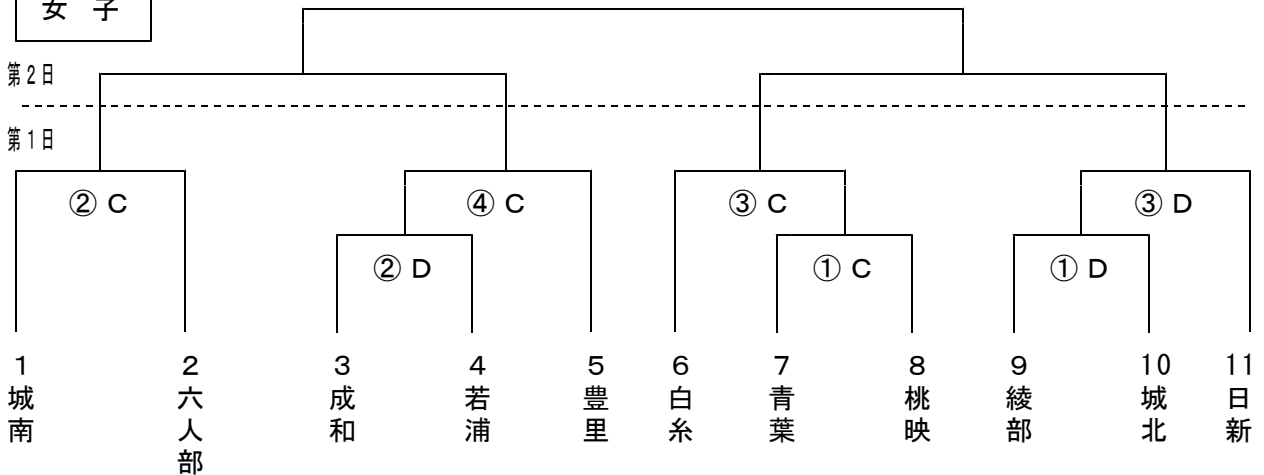 女 子
第2日
第1日
② C
④ C
③ C
③ D
② D
① C
① D
1 2 3 4 5 6 7 8 9 10 11
城南
六人部
成和
若浦
豊里
白糸
青葉
桃映
綾部
城北
日新